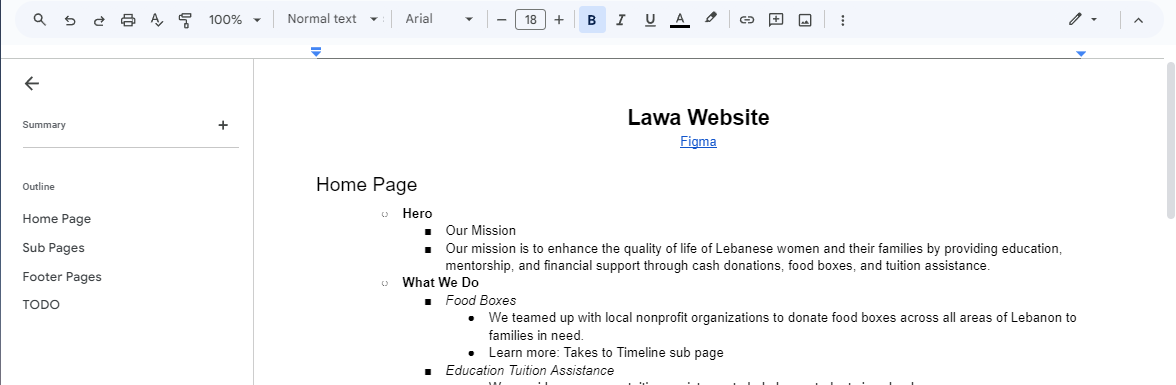 100% Normal text Arial 18 B I U A
Summary
Lawa Website
Figma
Outline
Home Page
Sub Pages
Footer Pages
TODO
Home Page
Hero
Our Mission
Our mission is to enhance the quality of life of Lebanese women and their families by providing education,
mentorship, and financial support through cash donations, food boxes, and tuition assistance.
What We Do
Food Boxes
We teamed up with local nonprofit organizations to donate food boxes across all areas of Lebanon to
families in need.
Learn more: Takes to Timeline sub page
Education Tuition Assistance